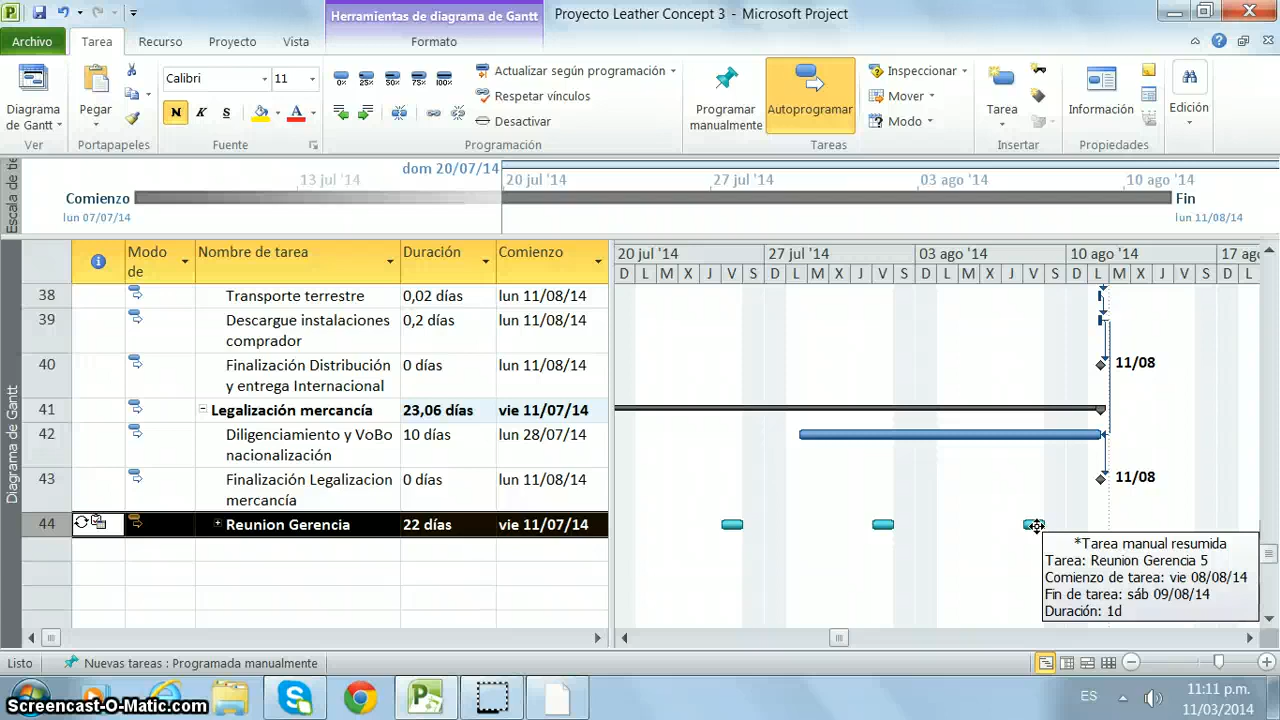 Herramientas de diagrama de Gantt
Proyecto Leather Concept 3 - Microsoft Project
Archivo Tarea Recurso Proyecto Vista Formato
Diagrama de Gantt
Pegar
Calibri 11
N K S A
0% 25% 50% 75% 100%
Actualizar según programación
Respetar vínculos
Desactivar
Programar manualmente
Autoprogramar
Inspeccionar
Mover
Modo
Tarea
Información
Edición
Ver Portapapeles Fuente Programación Tareas Insertar Propiedades
Escala de tie
dom 20/07/14
13 jul '14 20 jul '14 27 jul '14 03 ago '14 10 ago '14
Comienzo
lun 07/07/14
Fin
lun 11/08/14
Diagrama de Gantt
Modo de Nombre de tarea Duración Comienzo
20 jul '14 27 jul '14 03 ago '14 10 ago '14 17 ag
D L M X J V S D L M X J V S D L M X J V S D L M X J V S D L
38 Transporte terrestre 0,02 días lun 11/08/14
39 Descargue instalaciones comprador 0,2 días lun 11/08/14
40 Finalización Distribución y entrega Internacional 0 días lun 11/08/14 11/08
41 Legalización mercancía 23,06 días vie 11/07/14
42 Diligenciamiento y VoBo nacionalización 10 días lun 28/07/14
43 Finalización Legalizacion mercancía 0 días lun 11/08/14 11/08
44 Reunion Gerencia 22 días vie 11/07/14
*Tarea manual resumida
Tarea: Reunion Gerencia 5
Comienzo de tarea: vie 08/08/14
Fin de tarea: sáb 09/08/14
Duración: 1d
Listo Nuevas tareas : Programada manualmente
Screencast-O-Matic.com
ES
11:11 p.m.
11/03/2014